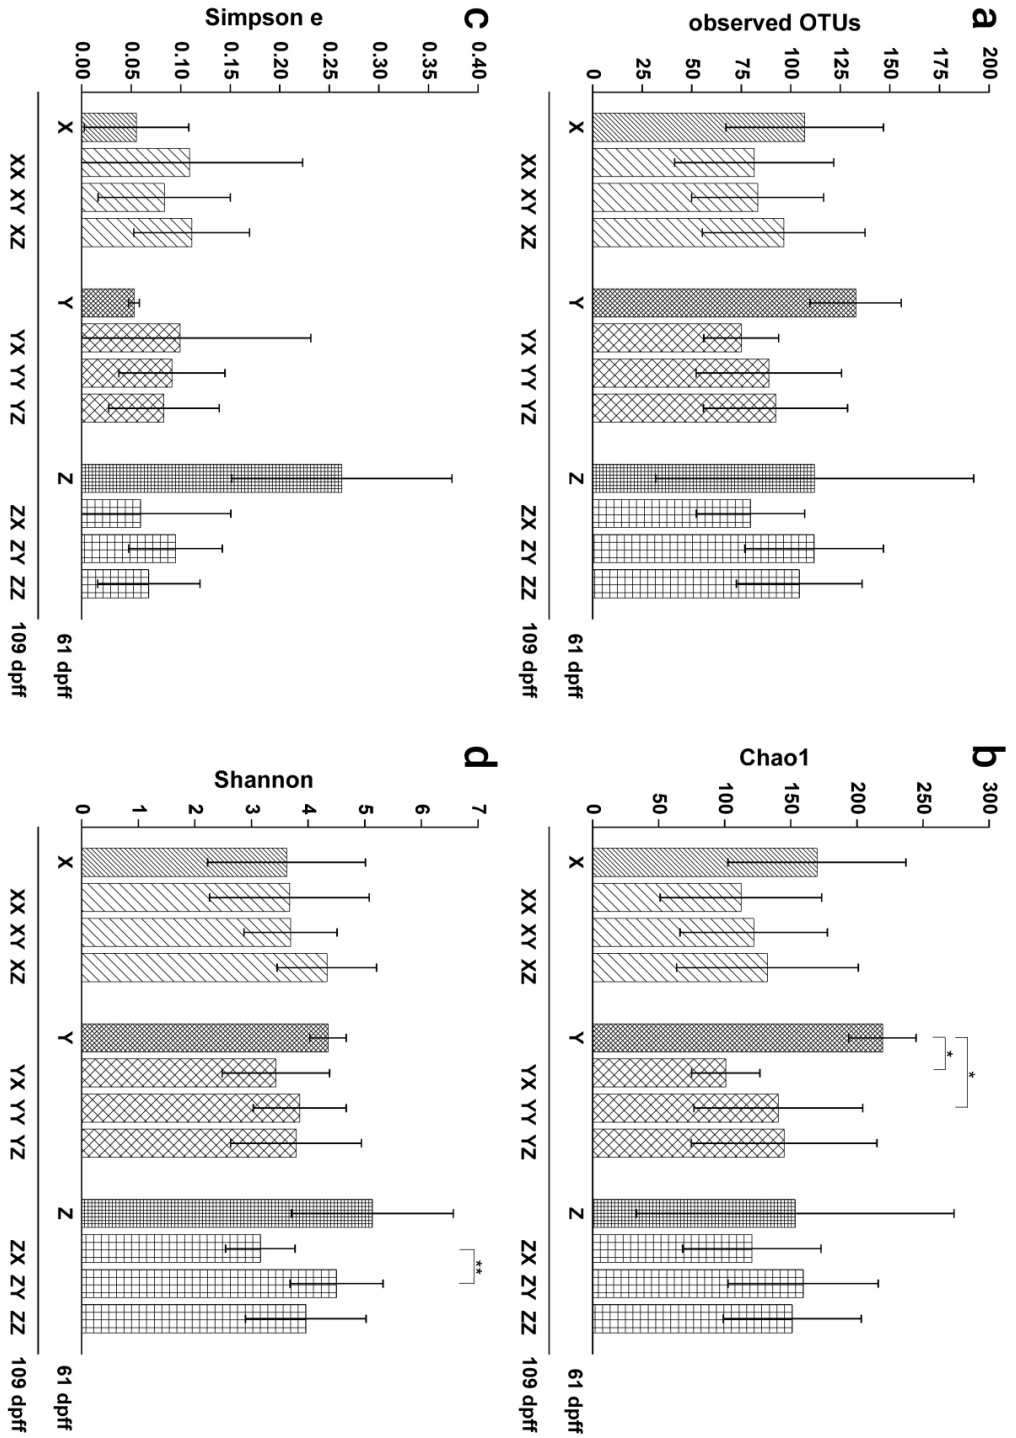 a
observed OTUs
200
175
150
125
100
75
50
25
0
X Y Z 61 dpff
XX XY XZ YX YY YZ ZX ZY ZZ 109 dpff
b
Chao1
300
250
200
150
100
50
0
*
*
X Y Z 61 dpff
XX XY XZ YX YY YZ ZX ZY ZZ 109 dpff
c
Simpson e
0.40
0.35
0.30
0.25
0.20
0.15
0.10
0.05
0.00
X Y Z 61 dpff
XX XY XZ YX YY YZ ZX ZY ZZ 109 dpff
d
Shannon
7
6
5
4
3
2
1
0
**
X Y Z 61 dpff
XX XY XZ YX YY YZ ZX ZY ZZ 109 dpff